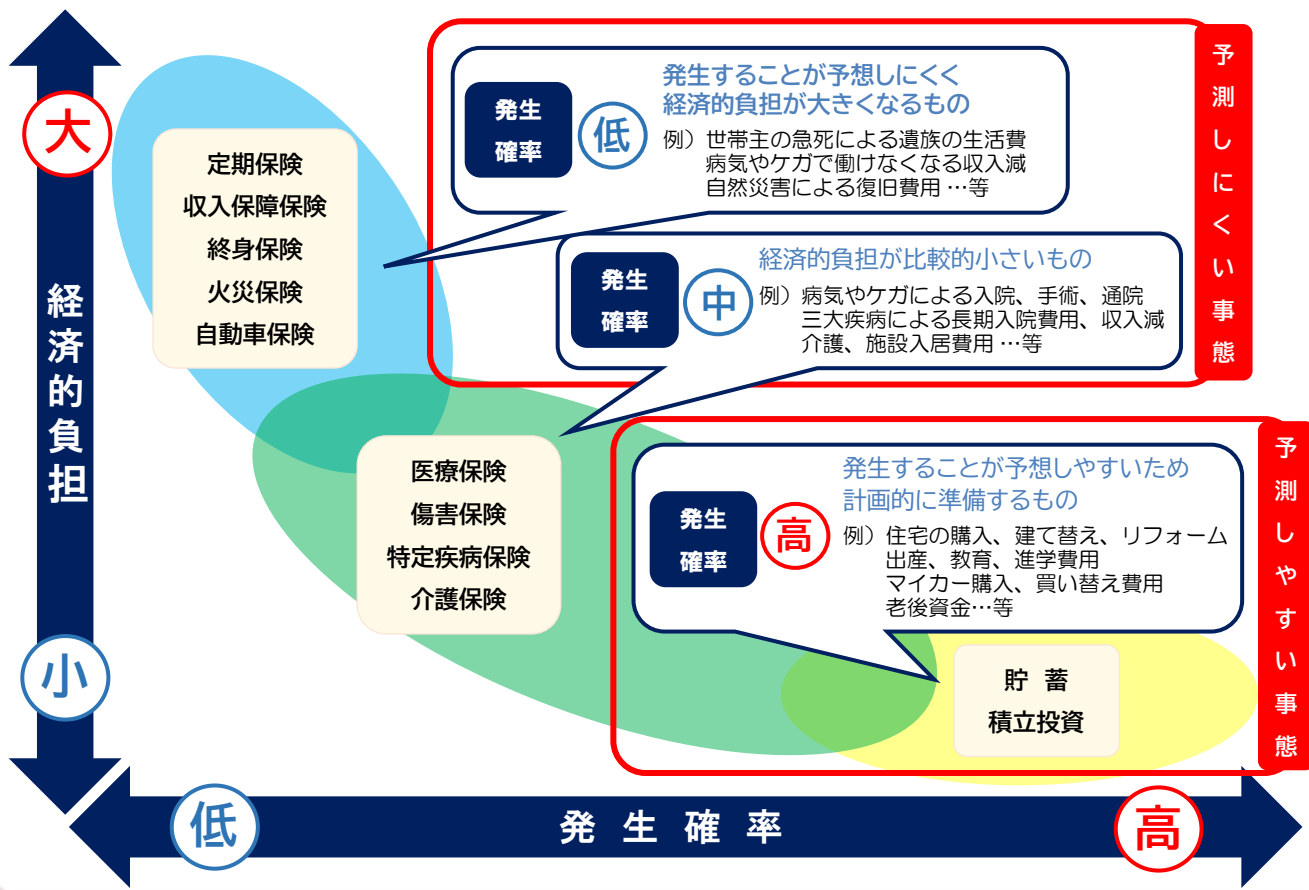 経済的負担
大
小
定期保険
収入保障保険
終身保険
火災保険
自動車保険
発生
確率
低
発生することが予想しにくく
経済的負担が大きくなるもの
例）世帯主の急死による遺族の生活費
病気やケガで働けなくなる収入減
自然災害による復旧費用 …等
予測しにくい事態
発生
確率
中
経済的負担が比較的小さいもの
例）病気やケガによる入院、手術、通院
三大疾病による長期入院費用、収入減
介護、施設入居費用 …等
医療保険
傷害保険
特定疾病保険
介護保険
発生
確率
高
発生することが予想しやすいため
計画的に準備するもの
例）住宅の購入、建て替え、リフォーム
出産、教育、進学費用
マイカー購入、買い替え費用
老後資金…等
予測しやすい事態
貯 蓄
積立投資
低
発 生 確 率
高